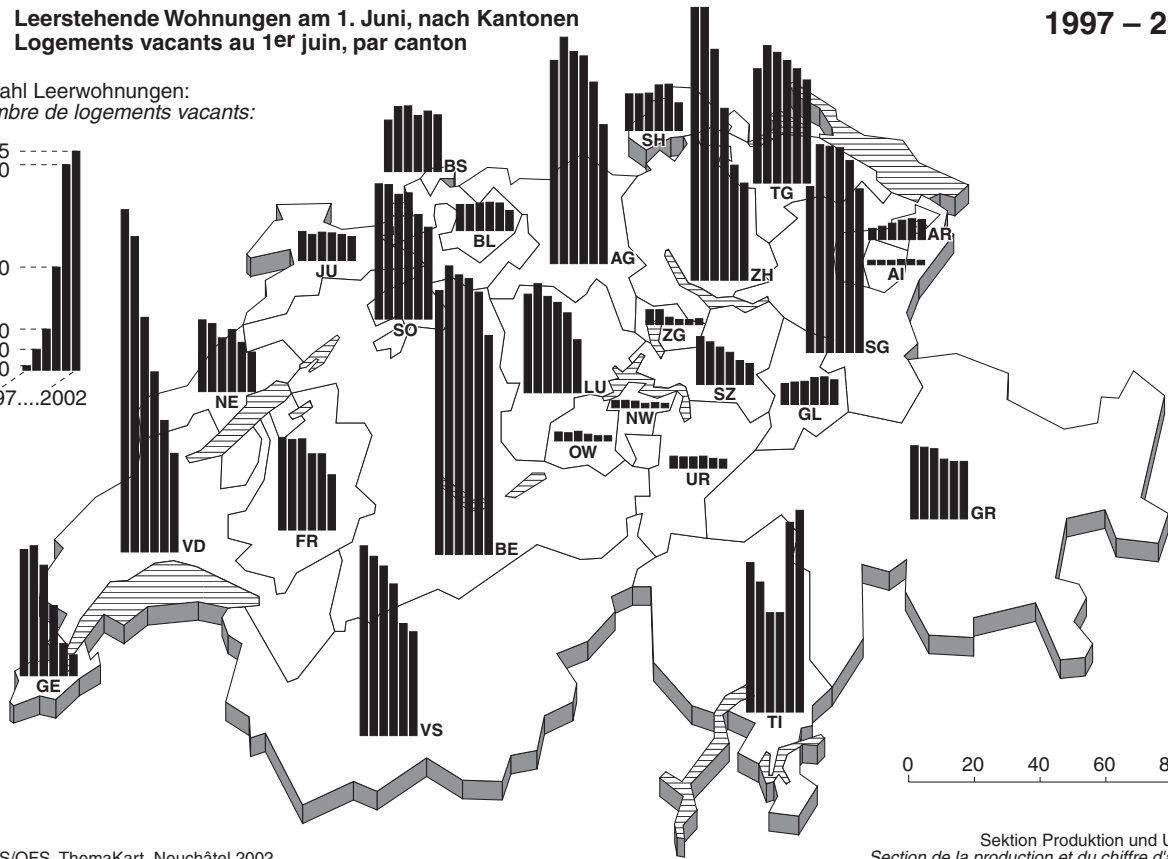 Leerstehende Wohnungen am 1. Juni, nach Kantonen
Logements vacants au 1er juin, par canton
1997 – 2
ahl Leerwohnungen:
mbre de logements vacants:
5
0
0
0
0
0
97....2002
BS
SH
TG
BL
JU
AG
ZH
AR
AI
SO
ZG
SG
NE
LU
SZ
NW
GL
OW
UR
FR
VD
BE
GR
GE
VS
TI
0 20 40 60 8
S/OFS, ThemaKart, Neuchâtel 2002
Sektion Produktion und U
Section de la production et du chiffre d'a